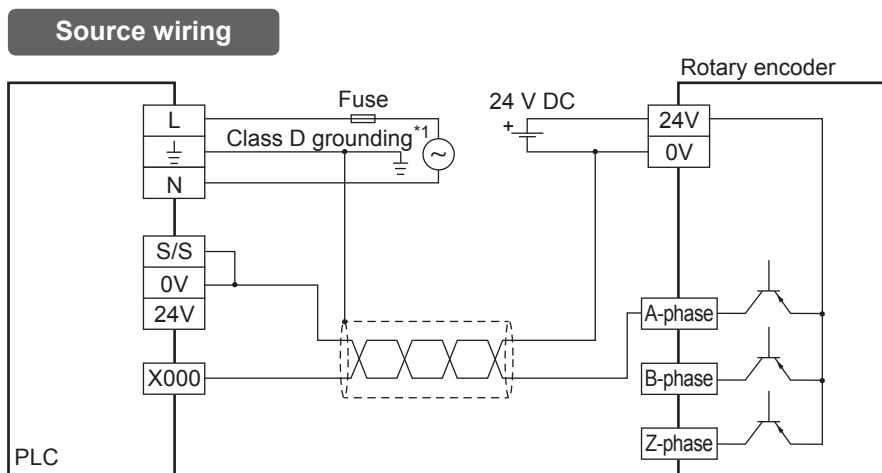 Source wiring
Rotary encoder
Fuse
24 V DC
L
24V
+
Class D grounding*1
0V
N
S/S
0V
24V
A-phase
X000
B-phase
Z-phase
PLC